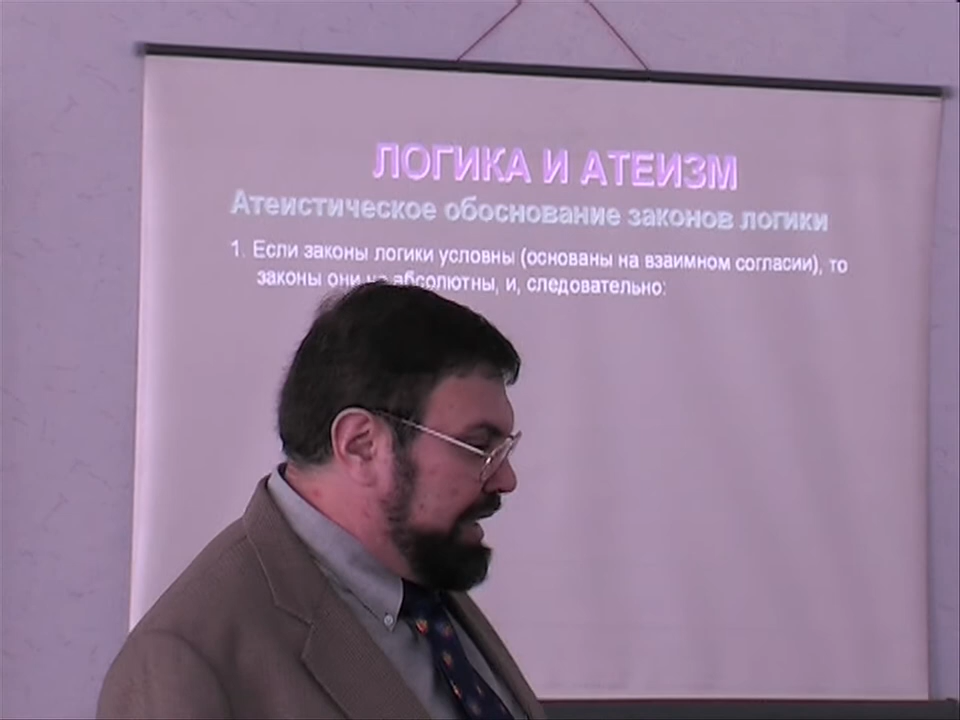 ЛОГИКА И АТЕИЗМ
Атеистическое обоснование законов логики
1. Если законы логики условны (основаны на взаимном согласии), то
законы они не абсолютны, и, следовательно: